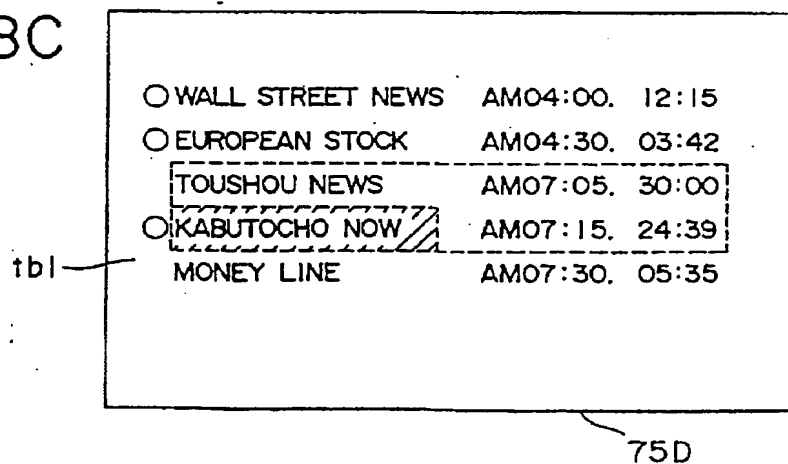 8C
○ WALL STREET NEWS AM04:00. 12:15
○ EUROPEAN STOCK AM04:30. 03:42
TOUSHOU NEWS AM07:05. 30:00
○ KABUTOCHO NOW AM07:15. 24:39
MONEY LINE AM07:30. 05:35
tbl
75D